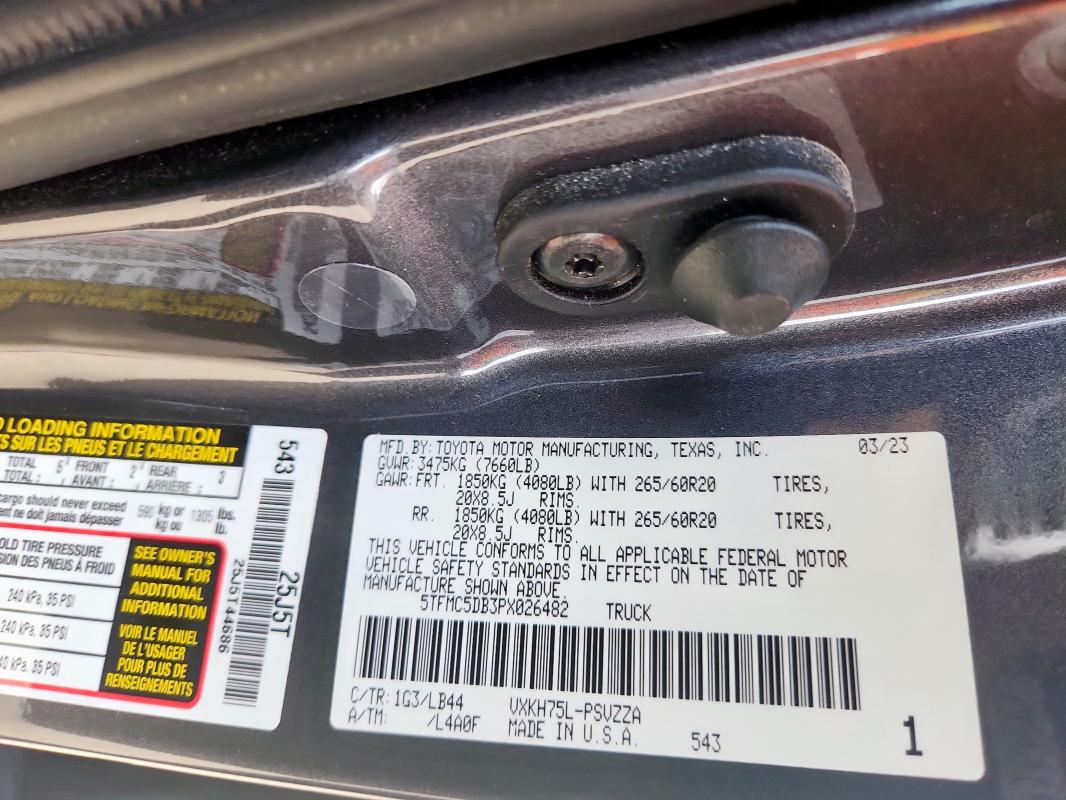 O LOADING INFORMATION
TS SUR LES PNEUS ET LE CHARGEMENT
TOTAL FRONT 2 REAR 3
TOTAL : AVANT : ARRIÈRE :
cargo should never exceed 590 kg or 1305 lbs.
ent ne doit jamais dépasser kg ou lb.
OLD TIRE PRESSURE
SION DES PNEUS À FROID
240 kPa, 35 PSI
240 kPa, 35 PSI
40 kPa, 35 PSI
SEE OWNER'S
MANUAL FOR
ADDITIONAL
INFORMATION
VOIR LE MANUEL
DE L'USAGER
POUR PLUS DE
RENSEIGNEMENTS
543
25J5T
25J5T44686
MFD.BY:TOYOTA MOTOR MANUFACTURING, TEXAS, INC. 03/23
GVWR:3475KG (7660LB)
GAWR:FRT. 1850KG (4080LB) WITH 265/60R20 TIRES,
20X8.5J RIMS.
RR. 1850KG (4080LB) WITH 265/60R20 TIRES,
20X8.5J RIMS.
THIS VEHICLE CONFORMS TO ALL APPLICABLE FEDERAL MOTOR
VEHICLE SAFETY STANDARDS IN EFFECT ON THE DATE OF
MANUFACTURE SHOWN ABOVE.
5TFMC5DB3PX026482 TRUCK
C/TR:1G3/LB44 VXKH75L-PSVZZA
A/TM: /L4A0F MADE IN U.S.A. 543 1